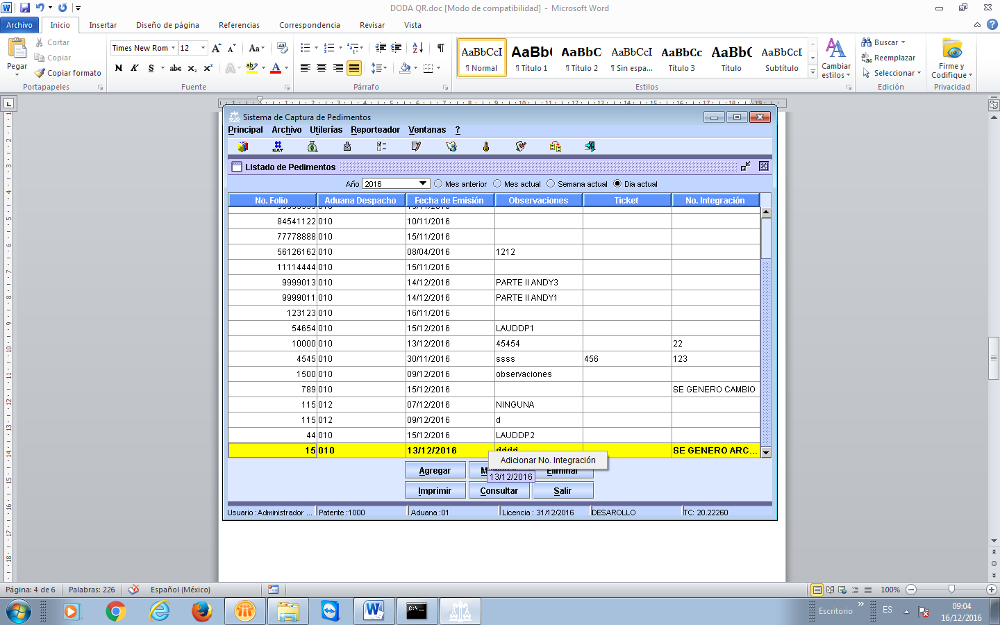 DODA QR.doc [Modo de compatibilidad] - Microsoft Word
Archivo Inicio Insertar Diseño de página Referencias Correspondencia Revisar Vista
Pegar
Cortar
Copiar
Copiar formato
Portapapeles
Times New Rom 12
Fuente
Párrafo
AaBbCcI AaBb( AaBbC AaBbCcI AaBbCc AaBb( AaBbCcI
¶ Normal ¶ Título 1 ¶ Título 2 ¶ Sin espa... Título 3 Título Subtítulo
Estilos
Cambiar
estilos
Buscar
Reemplazar
Seleccionar
Edición
Firme y
Codifique
Privacidad
Sistema de Captura de Pedimentos
Principal Archivo Utilerías Reporteador Ventanas ?
SAT
Listado de Pedimentos
Año 2016 Mes anterior Mes actual Semana actual Dia actual
No. Folio Aduana Despacho Fecha de Emisión Observaciones Ticket No. Integración
84541122 010 10/11/2016
77778888 010 15/11/2016
56126162 010 08/04/2016 1212
11114444 010 15/11/2016
9999013 010 14/12/2016 PARTE II ANDY3
9999011 010 14/12/2016 PARTE II ANDY1
123123 010 16/11/2016
54654 010 15/12/2016 LAUDDP1
10000 010 13/12/2016 45454 22
4545 010 30/11/2016 ssss 456 123
1500 010 09/12/2016 observaciones
789 010 15/12/2016 SE GENERO CAMBIO
115 012 07/12/2016 NINGUNA
115 012 09/12/2016 d
44 010 15/12/2016 LAUDDP2
15 010 13/12/2016 dddd SE GENERO ARC...
Adicionar No. Integración
Agregar Eliminar
13/12/2016
Imprimir Consultar Salir
Usuario :Administrador ... Patente :1000 Aduana :01 Licencia : 31/12/2016 DESAROLLO TC: 20.22260
Página: 4 de 6 Palabras: 226 Español (México) 100%
Escritorio » ES 09:04
16/12/2016